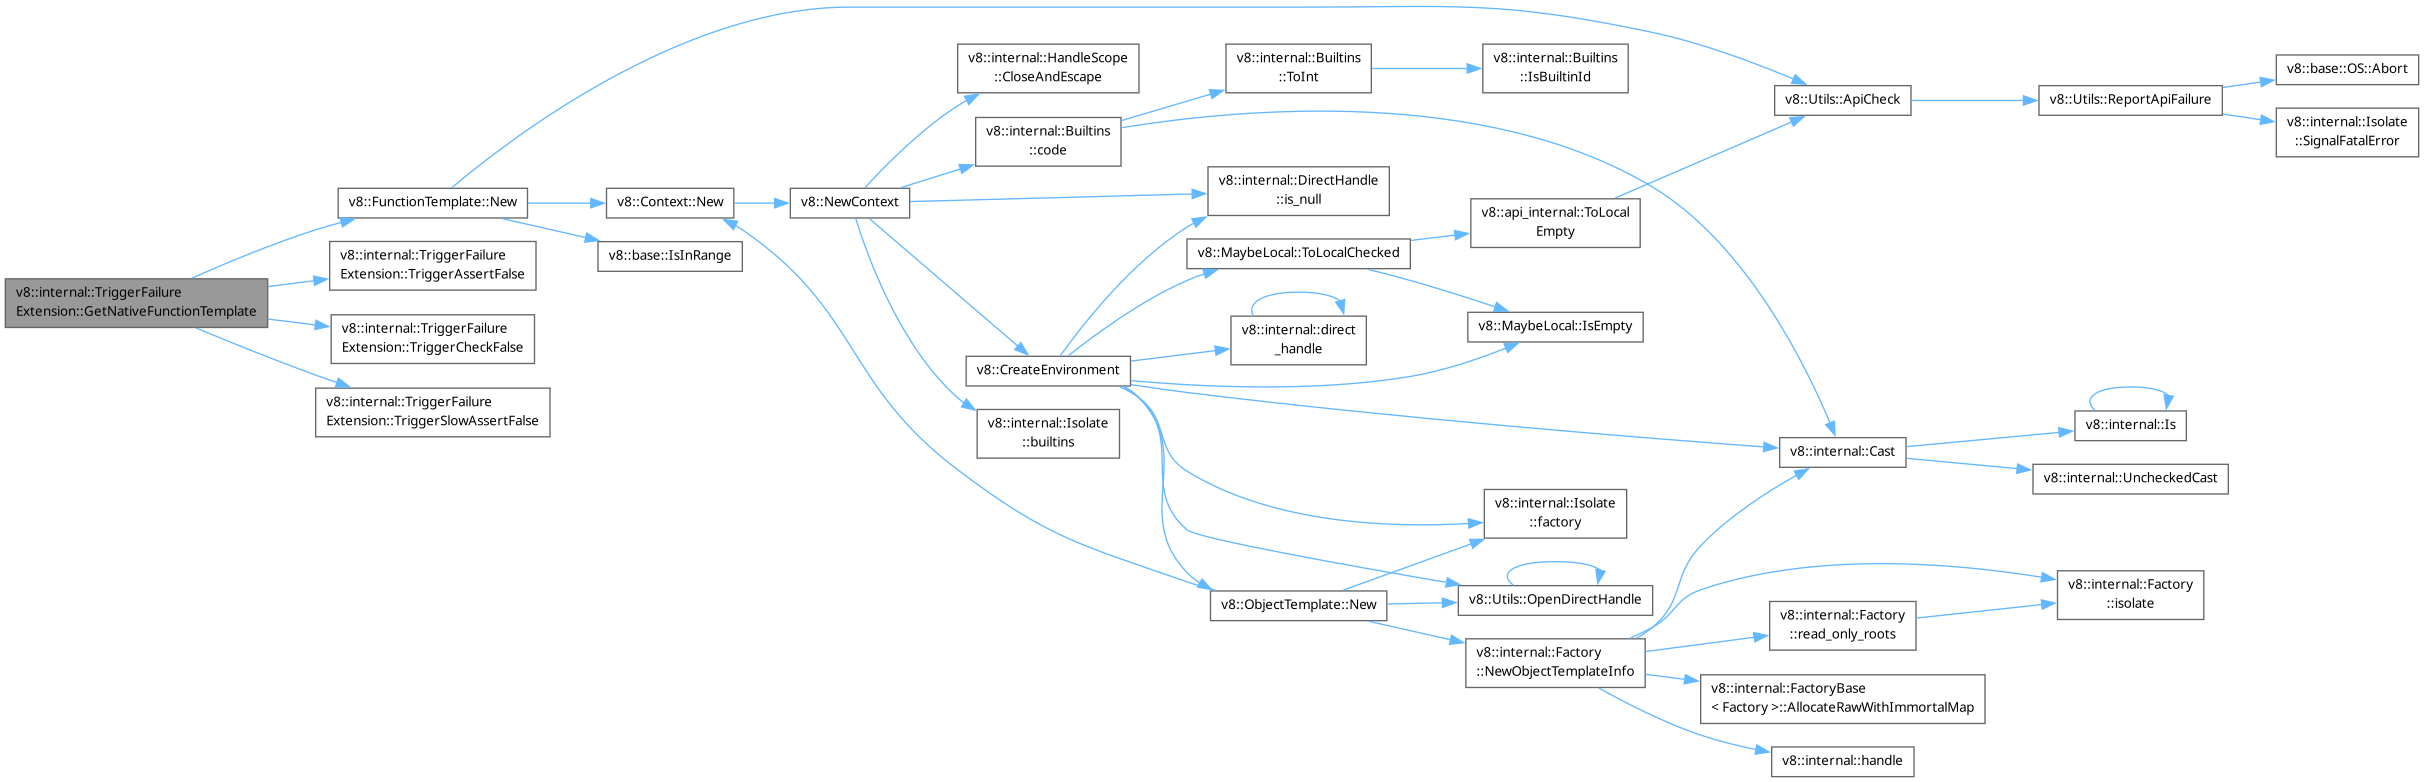 v8::internal::TriggerFailure
Extension::GetNativeFunctionTemplate
v8::FunctionTemplate::New
v8::internal::TriggerFailure
Extension::TriggerAssertFalse
v8::internal::TriggerFailure
Extension::TriggerCheckFalse
v8::internal::TriggerFailure
Extension::TriggerSlowAssertFalse
v8::Context::New
v8::base::IsInRange
v8::NewContext
v8::internal::HandleScope
::CloseAndEscape
v8::internal::Builtins
::code
v8::CreateEnvironment
v8::internal::Isolate
::builtins
v8::internal::Builtins
::ToInt
v8::internal::DirectHandle
::is_null
v8::MaybeLocal::ToLocalChecked
v8::internal::direct
_handle
v8::ObjectTemplate::New
v8::internal::Builtins
::IsBuiltinId
v8::api_internal::ToLocal
Empty
v8::MaybeLocal::IsEmpty
v8::internal::Isolate
::factory
v8::Utils::OpenDirectHandle
v8::internal::Factory
::NewObjectTemplateInfo
v8::Utils::ApiCheck
v8::internal::Cast
v8::internal::Factory
::read_only_roots
v8::internal::FactoryBase
< Factory >::AllocateRawWithImmortalMap
v8::internal::handle
v8::Utils::ReportApiFailure
v8::internal::Is
v8::internal::UncheckedCast
v8::internal::Factory
::isolate
v8::base::OS::Abort
v8::internal::Isolate
::SignalFatalError